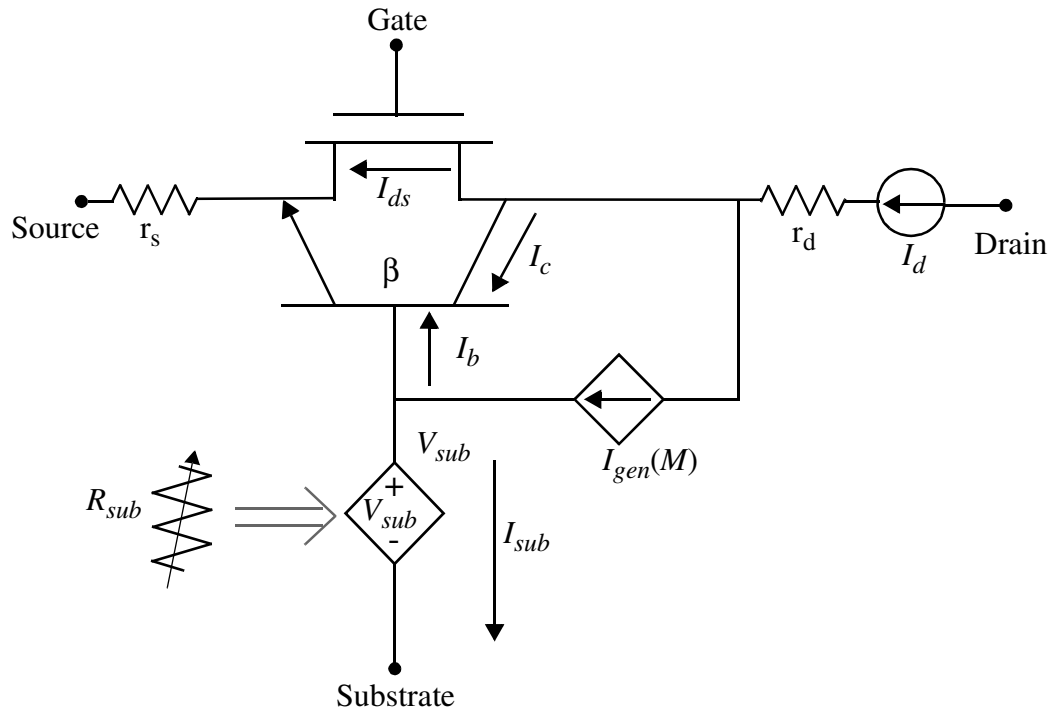 Gate
I_ds
Source
r_s
r_d
I_d
Drain
I_c
β
I_b
V_sub
I_gen(M)
R_sub
+
V_sub
-
I_sub
Substrate